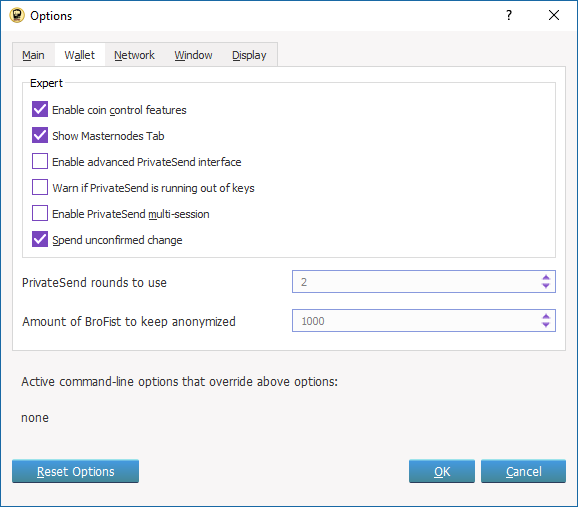 Options
Main Wallet Network Window Display
Expert
Enable coin control features
Show Masternodes Tab
Enable advanced PrivateSend interface
Warn if PrivateSend is running out of keys
Enable PrivateSend multi-session
Spend unconfirmed change
PrivateSend rounds to use 2
Amount of BroFist to keep anonymized 1000
Active command-line options that override above options:
none
Reset Options OK Cancel